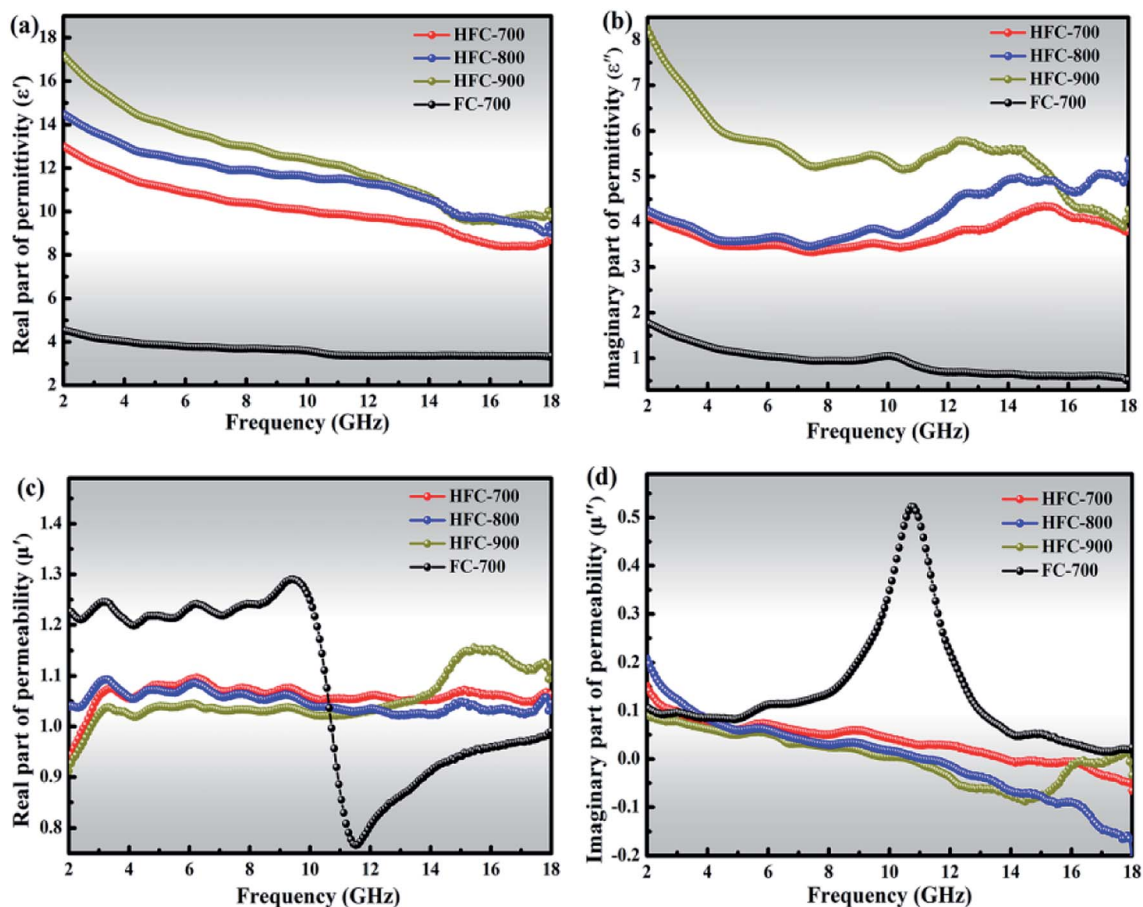 (a)
HFC-700
HFC-800
HFC-900
FC-700
Real part of permittivity (ε′)
18
16
14
12
10
8
6
4
2
2 4 6 8 10 12 14 16 18
Frequency (GHz)
(b)
HFC-700
HFC-800
HFC-900
FC-700
Imaginary part of permittivity (ε″)
8
7
6
5
4
3
2
1
2 4 6 8 10 12 14 16 18
Frequency (GHz)
(c)
HFC-700
HFC-800
HFC-900
FC-700
Real part of permeability (μ′)
1.4
1.3
1.2
1.1
1.0
0.9
0.8
2 4 6 8 10 12 14 16 18
Frequency (GHz)
(d)
HFC-700
HFC-800
HFC-900
FC-700
Imaginary part of permeability (μ″)
0.5
0.4
0.3
0.2
0.1
0.0
-0.1
-0.2
2 4 6 8 10 12 14 16 18
Frequency (GHz)